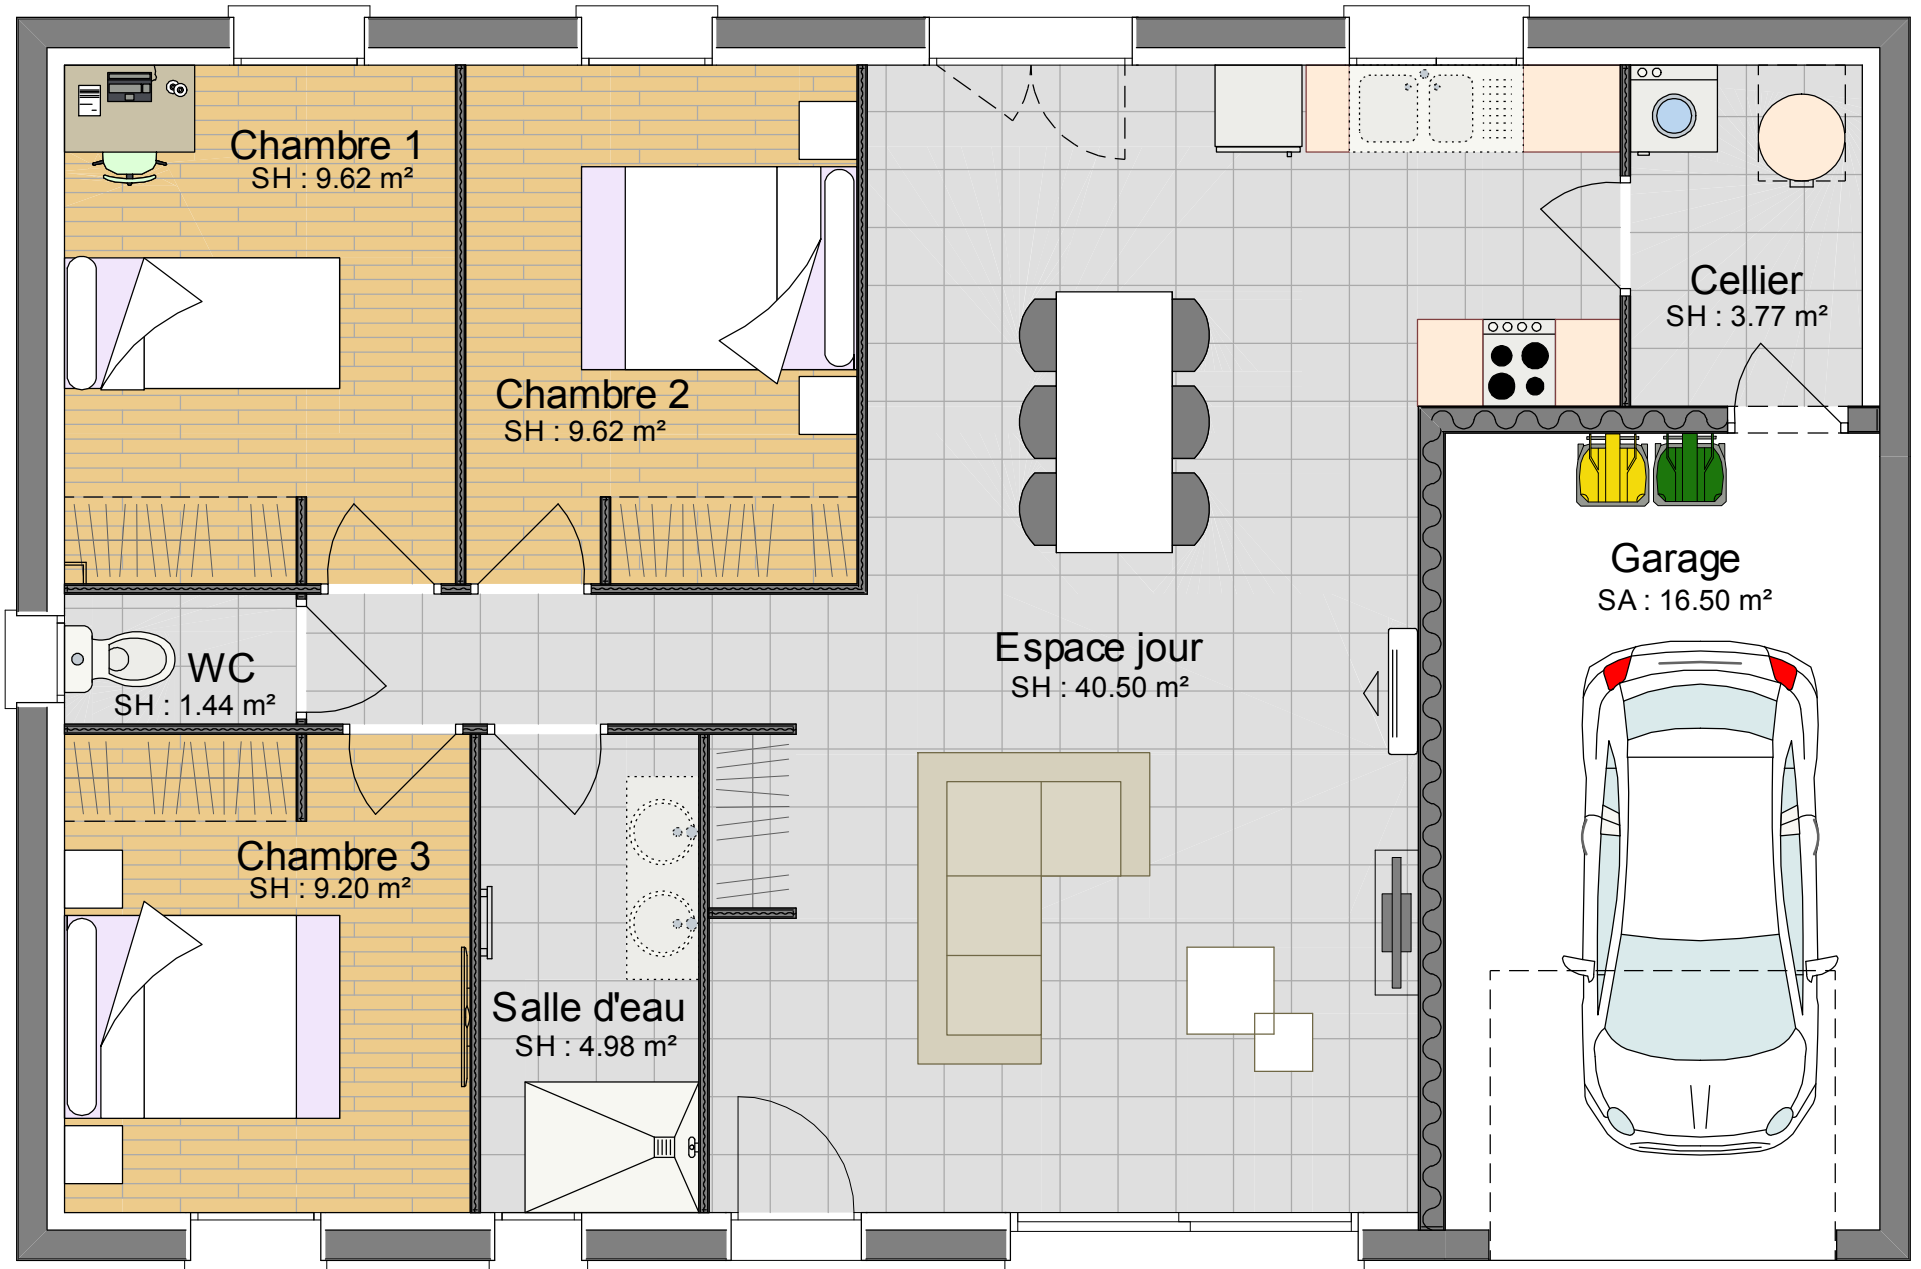 Chambre 1
SH : 9.62 m²
Chambre 2
SH : 9.62 m²
Cellier
SH : 3.77 m²
Garage
SA : 16.50 m²
Espace jour
SH : 40.50 m²
WC
SH : 1.44 m²
Chambre 3
SH : 9.20 m²
Salle d'eau
SH : 4.98 m²